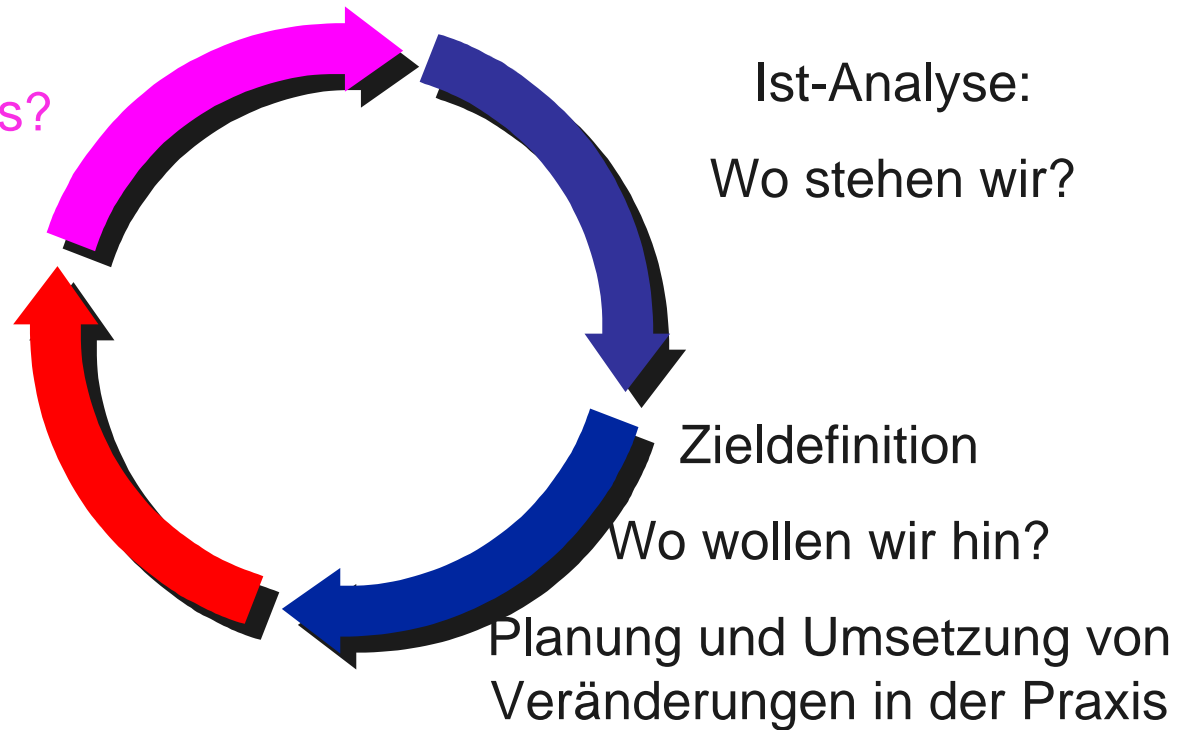 s?
Ist-Analyse:
Wo stehen wir?
Zieldefinition
Wo wollen wir hin?
Planung und Umsetzung von
Veränderungen in der Praxis